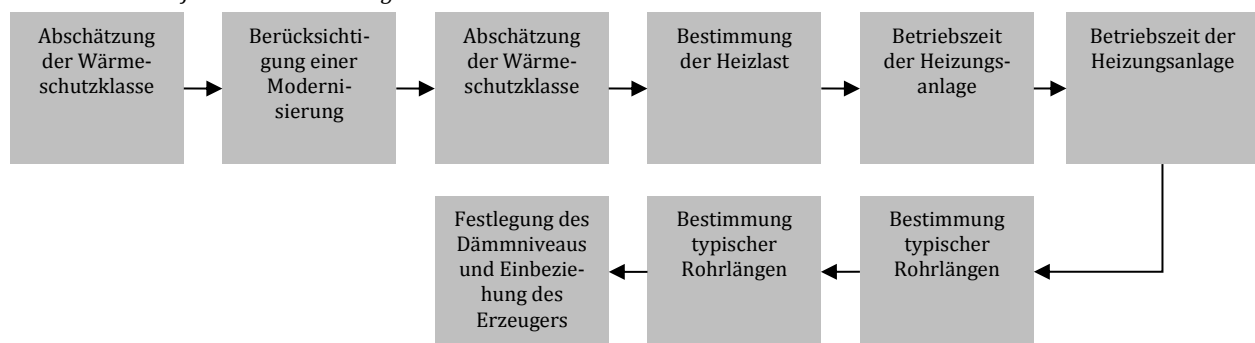 Abschätzung
der Wärme-
schutzklasse
Berücksichti-
gung einer
Moderni-
sierung
Abschätzung
der Wärme-
schutzklasse
Bestimmung
der Heizlast
Betriebszeit
der Heizungs-
anlage
Betriebszeit der
Heizungsanlage
Bestimmung
typischer
Rohrlängen
Bestimmung
typischer
Rohrlängen
Festlegung des
Dämmniveaus
und Einbezie-
hung des
Erzeugers